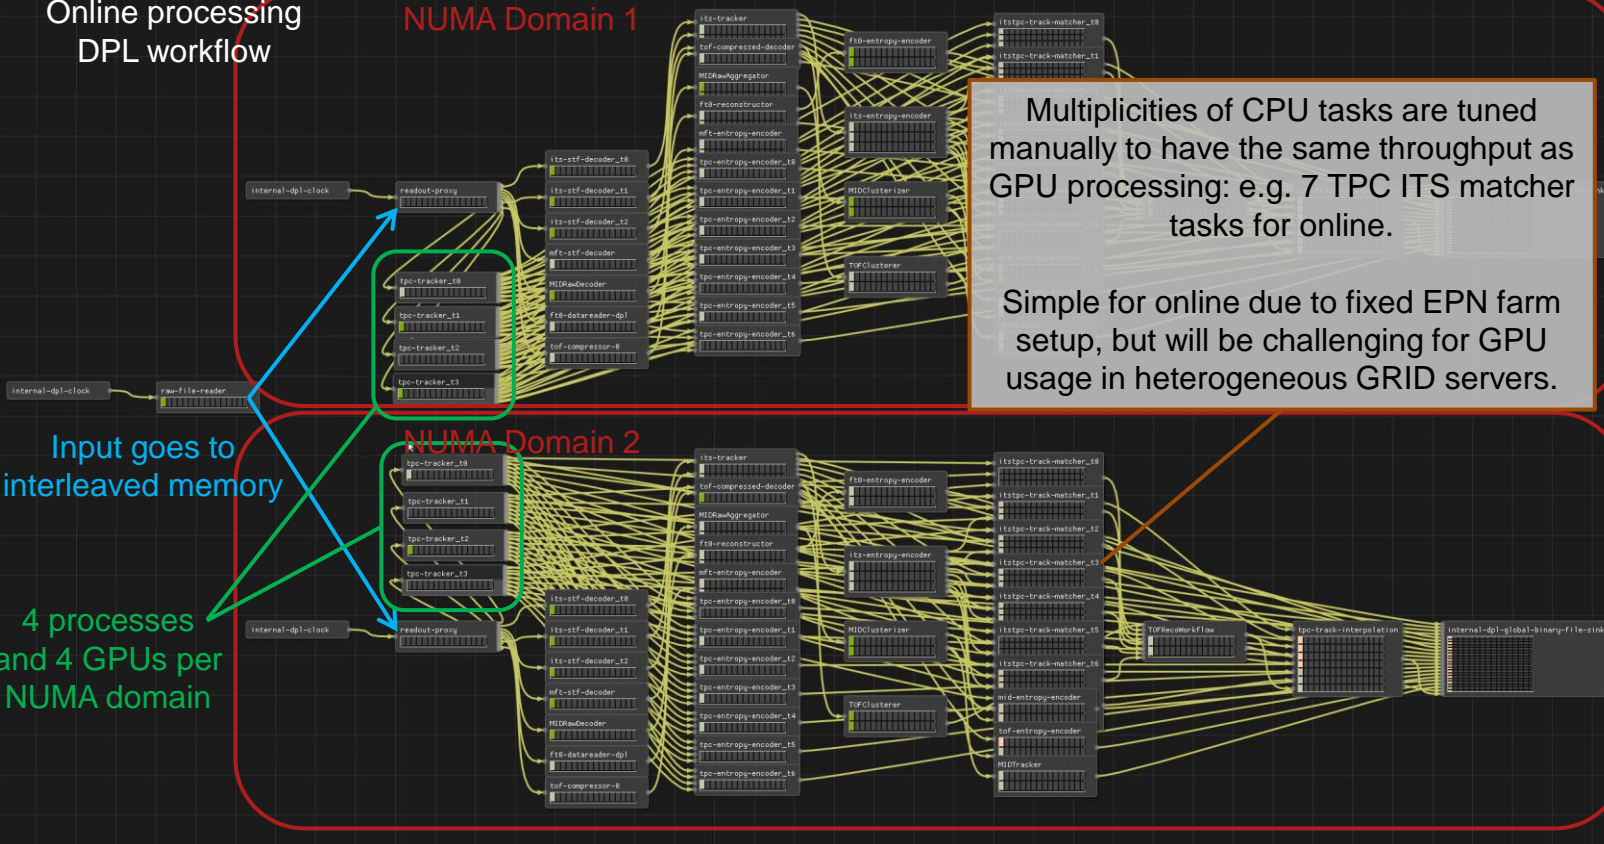 Online processing
DPL workflow
NUMA Domain 1
internal-dpl-clock
readout-proxy
tpc-tracker_t0
tpc-tracker_t1
tpc-tracker_t2
tpc-tracker_t3
its-stf-decoder_t0
its-stf-decoder_t1
its-stf-decoder_t2
mft-stf-decoder
MIDRawDecoder
ft0-datareader-dpl
tof-compressor-0
its-tracker
tof-compressed-decoder
MIDRawAggregator
ft0-reconstructor
mft-entropy-encoder
tpc-entropy-encoder_t0
tpc-entropy-encoder_t1
tpc-entropy-encoder_t2
tpc-entropy-encoder_t3
tpc-entropy-encoder_t4
tpc-entropy-encoder_t5
tpc-entropy-encoder_t6
ft0-entropy-encoder
its-entropy-encoder
MIDClusterizer
TOFClusterer
itstpc-track-matcher_t0
itstpc-track-matcher_t1
Multiplicities of CPU tasks are tuned
manually to have the same throughput as
GPU processing: e.g. 7 TPC ITS matcher
tasks for online.
Simple for online due to fixed EPN farm
setup, but will be challenging for GPU
usage in heterogeneous GRID servers.
internal-dpl-clock
raw-file-reader
Input goes to
interleaved memory
4 processes
and 4 GPUs per
NUMA domain
NUMA Domain 2
tpc-tracker_t0
tpc-tracker_t1
tpc-tracker_t2
tpc-tracker_t3
internal-dpl-clock
readout-proxy
its-stf-decoder_t0
its-stf-decoder_t1
its-stf-decoder_t2
mft-stf-decoder
MIDRawDecoder
ft0-datareader-dpl
tof-compressor-0
its-tracker
tof-compressed-decoder
MIDRawAggregator
ft0-reconstructor
mft-entropy-encoder
tpc-entropy-encoder_t0
tpc-entropy-encoder_t1
tpc-entropy-encoder_t2
tpc-entropy-encoder_t3
tpc-entropy-encoder_t4
tpc-entropy-encoder_t5
tpc-entropy-encoder_t6
ft0-entropy-encoder
its-entropy-encoder
MIDClusterizer
TOFClusterer
itstpc-track-matcher_t0
itstpc-track-matcher_t1
itstpc-track-matcher_t2
itstpc-track-matcher_t3
itstpc-track-matcher_t4
itstpc-track-matcher_t5
itstpc-track-matcher_t6
mid-entropy-encoder
tof-entropy-encoder
MIDTracker
TOFRecoWorkflow
tpc-track-interpolation
internal-dpl-global-binary-file-sink